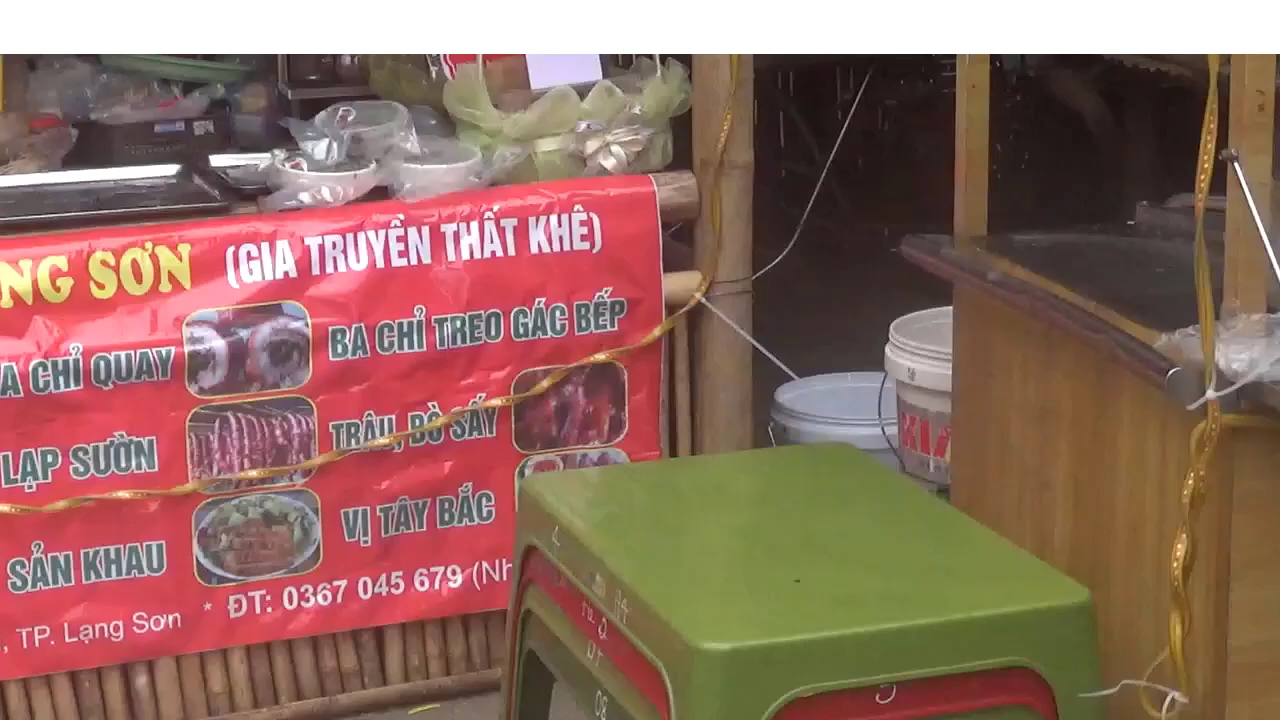 NG SƠN (GIA TRUYỀN THẤT KHÊ)
A CHỈ QUAY
BA CHỈ TREO GÁC BẾP
LẠP SƯỜN
TRÂU, BÒ SẤY
SẢN KHAU
VỊ TÂY BẮC
* ĐT: 0367 045 679 (Nh
, TP. Lạng Sơn